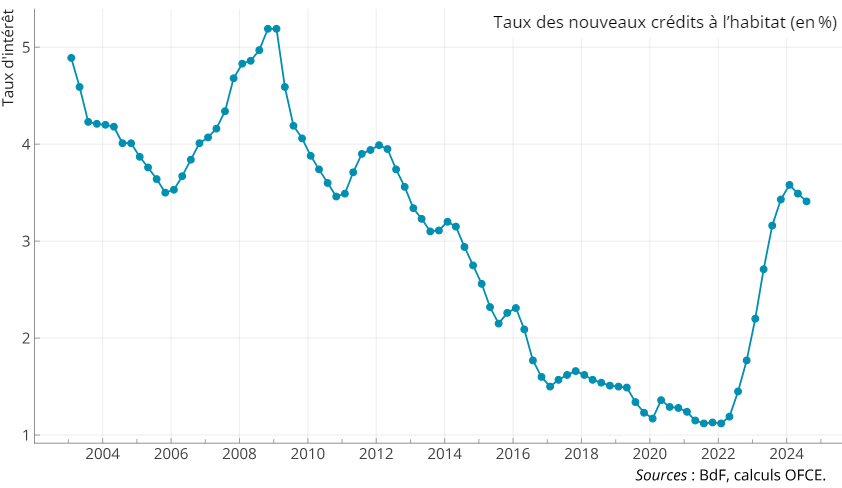 Taux des nouveaux crédits à l’habitat (en %)
Taux d'intérêt
5
4
3
2
1
2004 2006 2008 2010 2012 2014 2016 2018 2020 2022 2024
Sources : BdF, calculs OFCE.